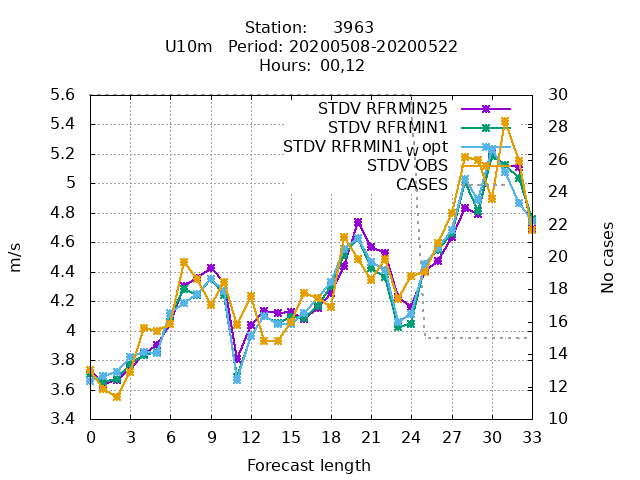 Station: 3963
U10m Period: 20200508-20200522
Hours: 00,12
5.6
5.4
5.2
5
4.8
4.6
4.4
4.2
4
3.8
3.6
3.4
m/s
STDV RFRMIN25
STDV RFRMIN1
STDV RFRMIN1w opt
STDV OBS
CASES
30
28
26
24
22
20
18
16
14
12
10
No cases
0 3 6 9 12 15 18 21 24 27 30 33
Forecast length